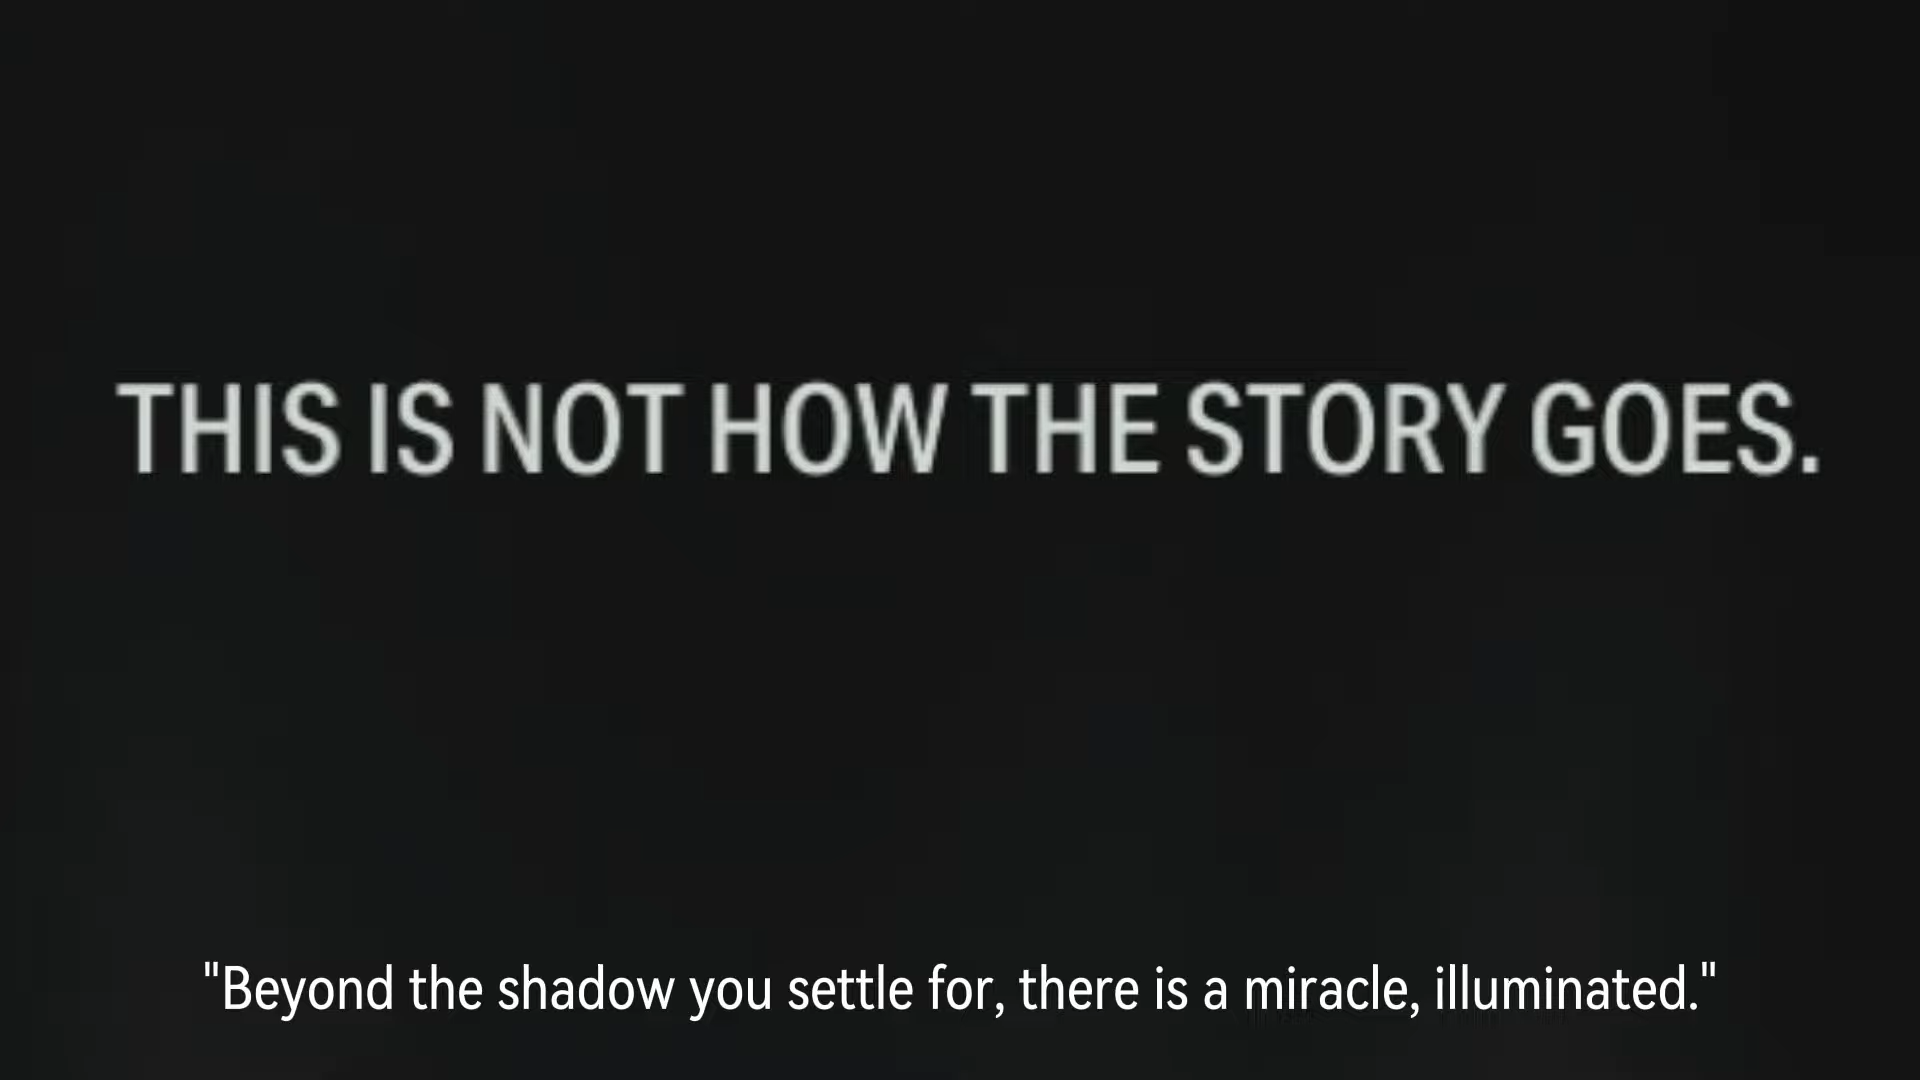 THIS IS NOT HOW THE STORY GOES.
"Beyond the shadow you settle for, there is a miracle, illuminated."